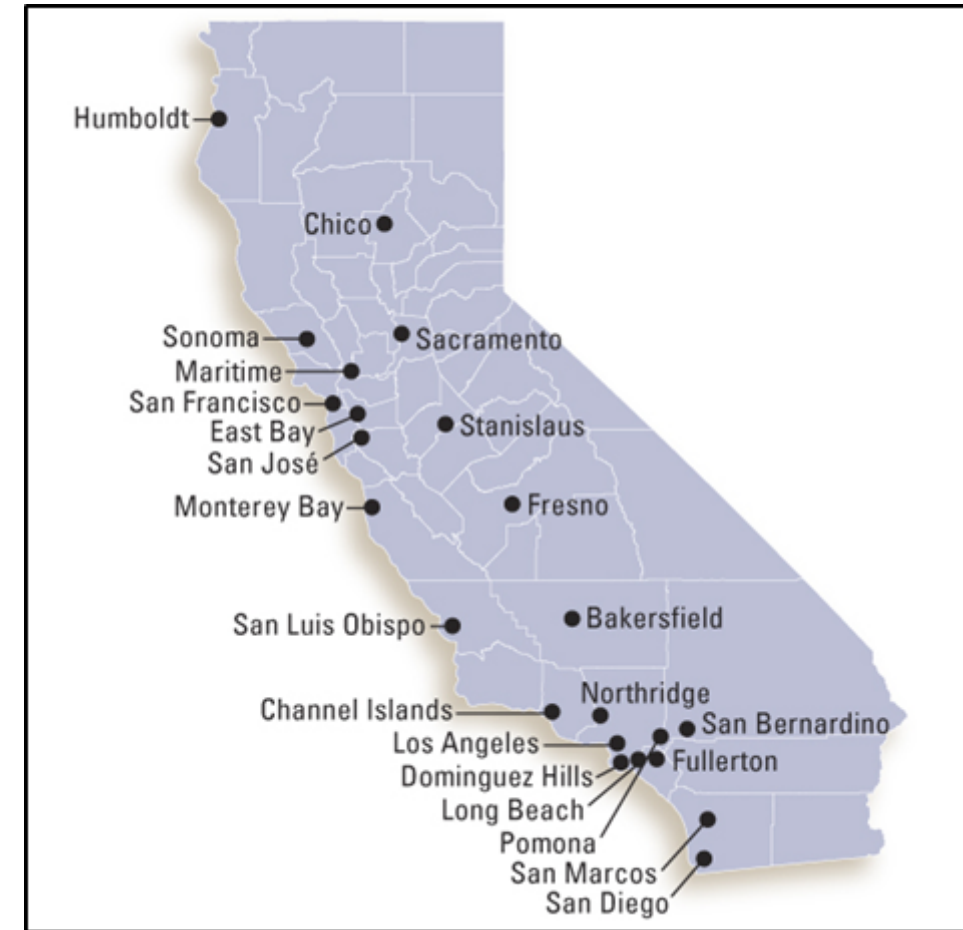 Humboldt
Chico
Sonoma
Sacramento
Maritime
San Francisco
East Bay
Stanislaus
San José
Monterey Bay
Fresno
San Luis Obispo
Bakersfield
Northridge
Channel Islands
San Bernardino
Los Angeles
Fullerton
Dominguez Hills
Long Beach
Pomona
San Marcos
San Diego